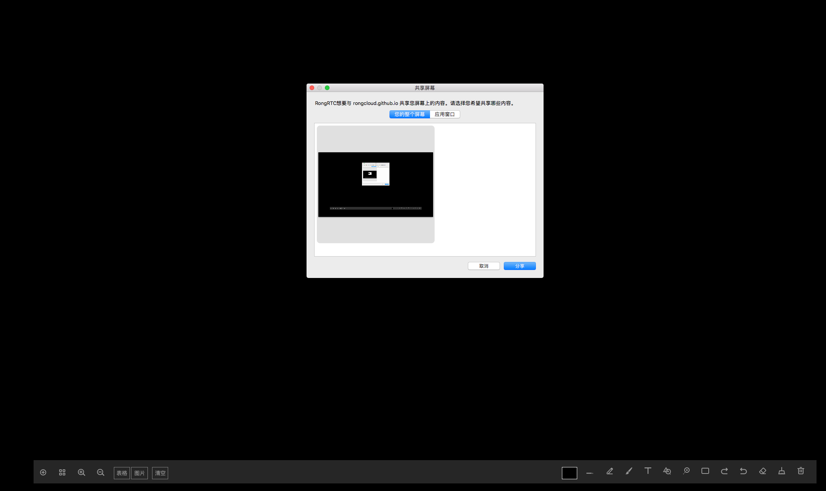 共享屏幕
RongRTC想要与 rongcloud.github.io 共享您屏幕上的内容。请选择您希望共享哪些内容。
您的整个屏幕 应用窗口
取消 分享
表格 图片 清空
T